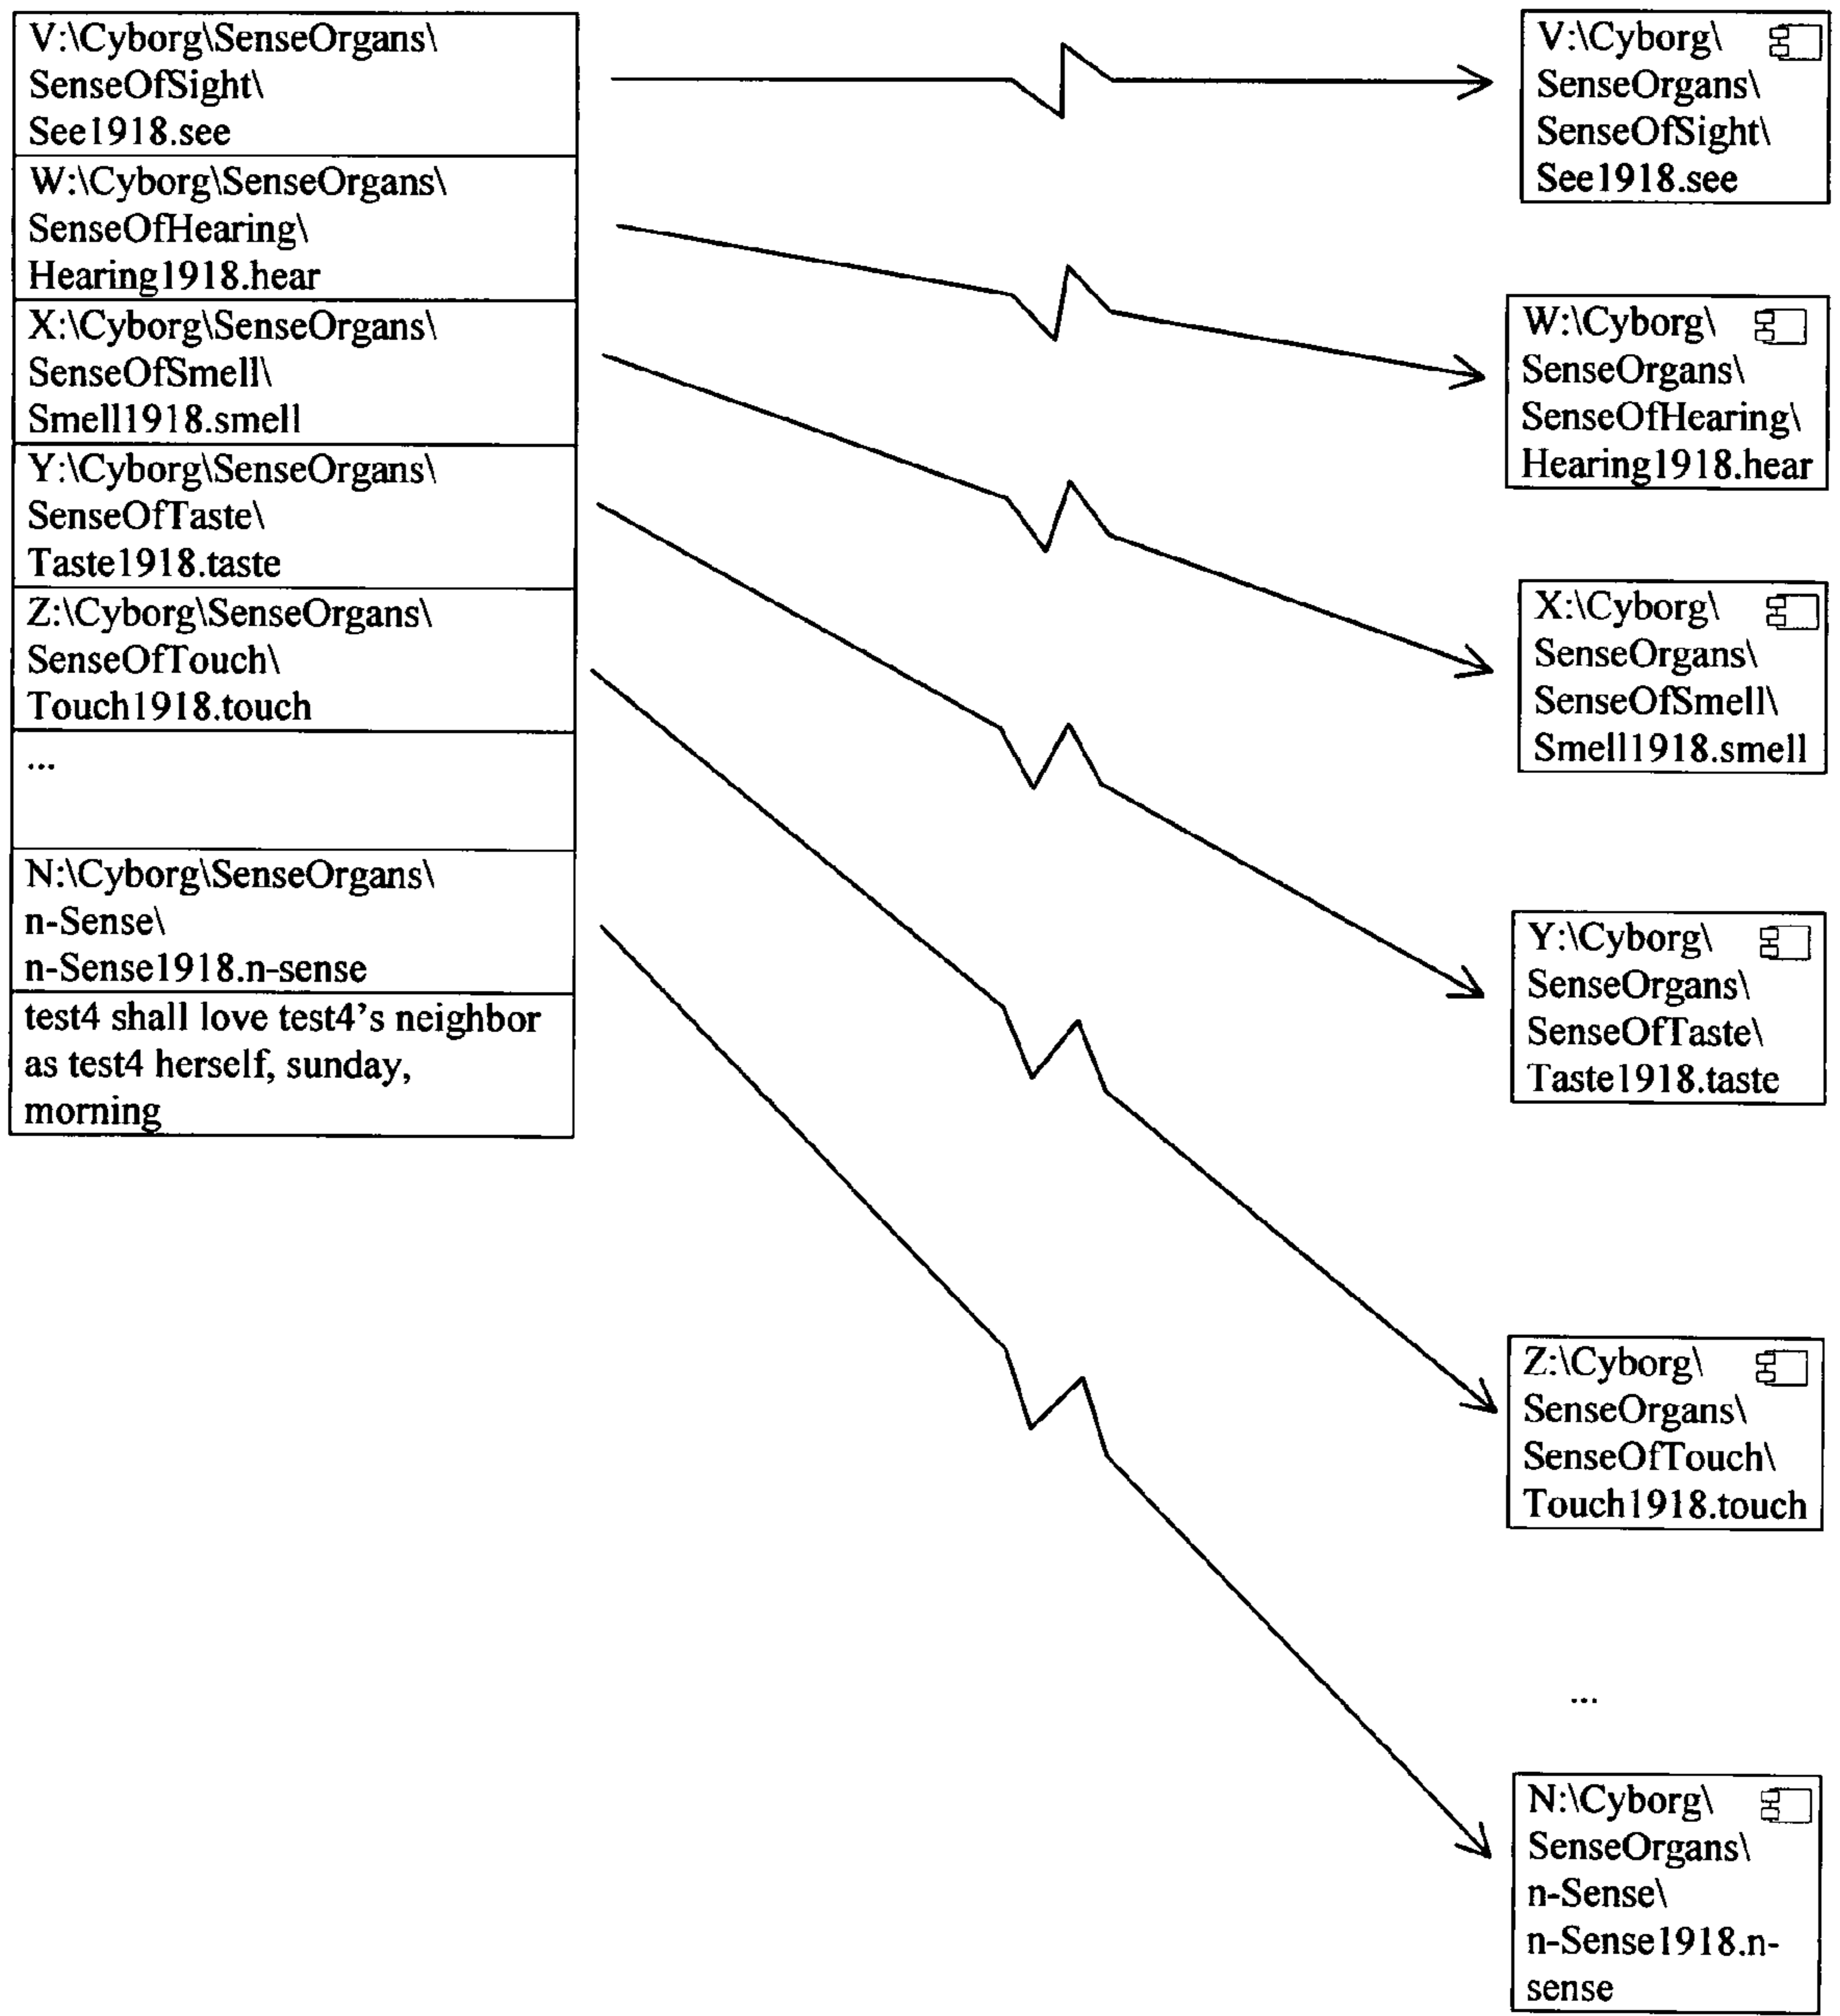 V:\Cyborg\SenseOrgans\
SenseOfSight\
See1918.see
W:\Cyborg\SenseOrgans\
SenseOfHearing\
Hearing1918.hear
X:\Cyborg\SenseOrgans\
SenseOfSmell\
Smell1918.smell
Y:\Cyborg\SenseOrgans\
SenseOfTaste\
Taste1918.taste
Z:\Cyborg\SenseOrgans\
SenseOfTouch\
Touch1918.touch
...
N:\Cyborg\SenseOrgans\
n-Sense\
n-Sense1918.n-sense
test4 shall love test4’s neighbor
as test4 herself, sunday,
morning
V:\Cyborg\
SenseOrgans\
SenseOfSight\
See1918.see
W:\Cyborg\
SenseOrgans\
SenseOfHearing\
Hearing1918.hear
X:\Cyborg\
SenseOrgans\
SenseOfSmell\
Smell1918.smell
Y:\Cyborg\
SenseOrgans\
SenseOfTaste\
Taste1918.taste
Z:\Cyborg\
SenseOrgans\
SenseOfTouch\
Touch1918.touch
...
N:\Cyborg\
SenseOrgans\
n-Sense\
n-Sense1918.n-
sense